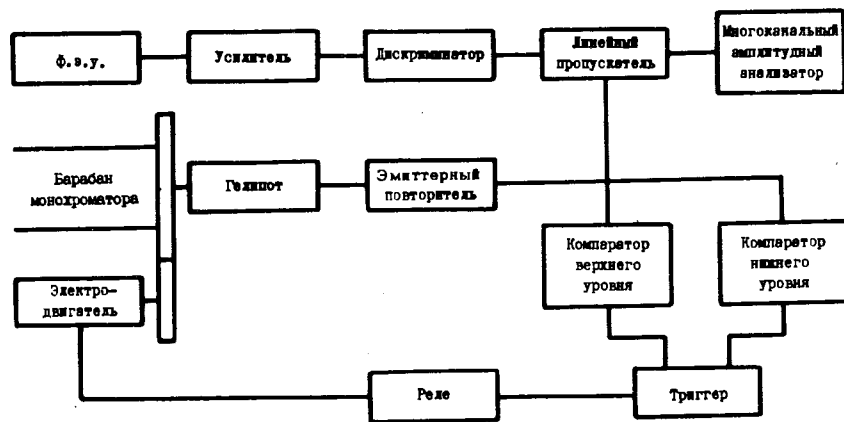 Ф.э.у.
Усилитель
Дискриминатор
Линейный
пропускатель
Многоканальный
амплитудный
анализатор
Барабан
монохроматора
Гелипот
Эмиттерный
повторитель
Компаратор
верхнего
уровня
Компаратор
нижнего
уровня
Электро-
двигатель
Реле
Триггер